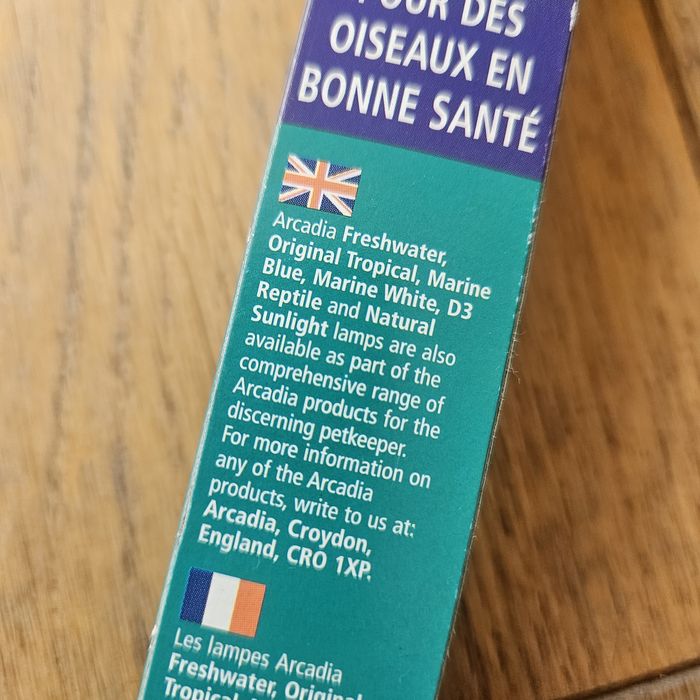 POUR DES
OISEAUX EN
BONNE SANTÉ
Arcadia Freshwater,
Original Tropical, Marine
Blue, Marine White, D3
Reptile and Natural
Sunlight lamps are also
available as part of the
comprehensive range of
Arcadia products for the
discerning petkeeper.
For more information on
any of the Arcadia
products, write to us at:
Arcadia, Croydon,
England, CRO 1XP.
Les lampes Arcadia
Freshwater, Original
Tropical